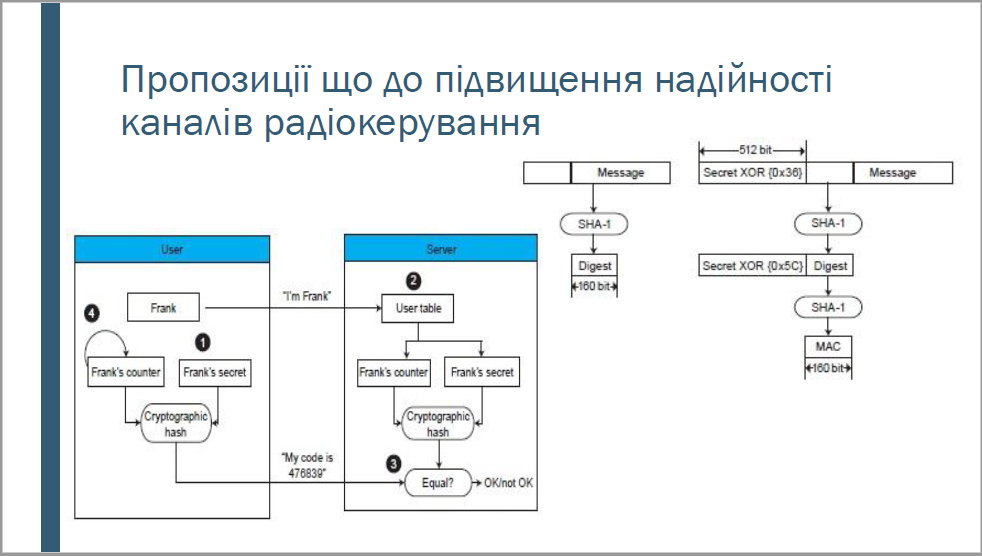 Пропозиції що до підвищення надійності
каналів радіокерування
512 bit
Message
Secret XOR {0x36}
Message
SHA-1
SHA-1
Digest
160 bit
Secret XOR {0x5C}
Digest
SHA-1
MAC
160 bit
User
Server
Frank
"I'm Frank"
2
User table
4
1
Frank's counter
Frank's secret
Frank's counter
Frank's secret
Cryptographic
hash
Cryptographic
hash
"My code is
476839"
3
Equal?
OK/not OK